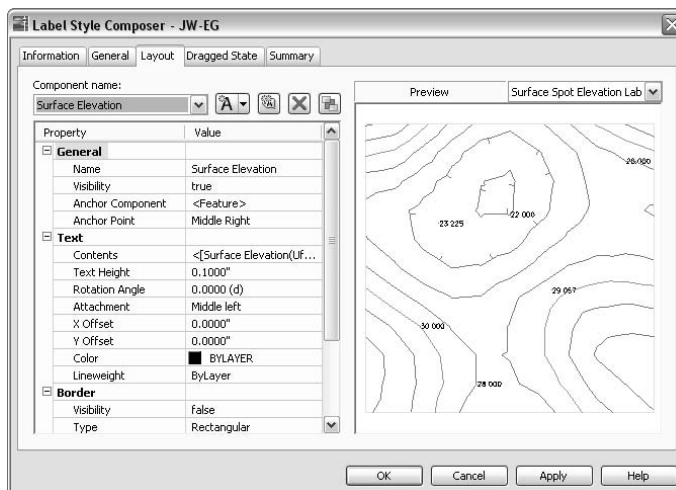 Label Style Composer - JW-EG
Information General Layout Dragged State Summary
Component name:
Surface Elevation
Preview
Surface Spot Elevation Lab
Property Value
General
Name Surface Elevation
Visibility true
Anchor Component <Feature>
Anchor Point Middle Right
Text
Contents <[Surface Elevation(Uf...
Text Height 0.1000"
Rotation Angle 0.0000 (d)
Attachment Middle left
X Offset 0.0000"
Y Offset 0.0000"
Color BYLAYER
Lineweight ByLayer
Border
Visibility false
Type Rectangular
22 000
23 225
29 057
30 000
28 000
OK Cancel Apply Help